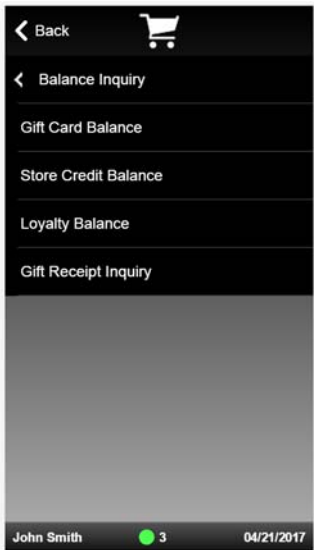 Back
Balance Inquiry
Gift Card Balance
Store Credit Balance
Loyalty Balance
Gift Receipt Inquiry
John Smith 3 04/21/2017